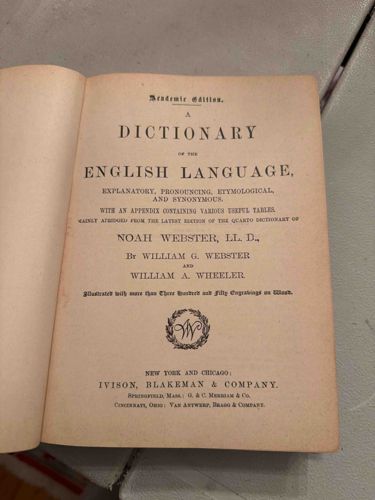 Academic Edition.
A
DICTIONARY
OF THE
ENGLISH LANGUAGE,
EXPLANATORY, PRONOUNCING, ETYMOLOGICAL,
AND SYNONYMOUS.
WITH AN APPENDIX CONTAINING VARIOUS USEFUL TABLES.
MAINLY ABRIDGED FROM THE LATEST EDITION OF THE QUARTO DICTIONARY OF
NOAH WEBSTER, LL. D.,
BY WILLIAM G. WEBSTER
AND
WILLIAM A. WHEELER.
Illustrated with more than Three Hundred and Fifty Engravings on Wood.
NEW YORK AND CHICAGO:
IVISON, BLAKEMAN & COMPANY.
SPRINGFIELD, MASS.: G. & C. MERRIAM & CO.
CINCINNATI, OHIO: VAN ANTWERP, BRAGG & COMPANY.